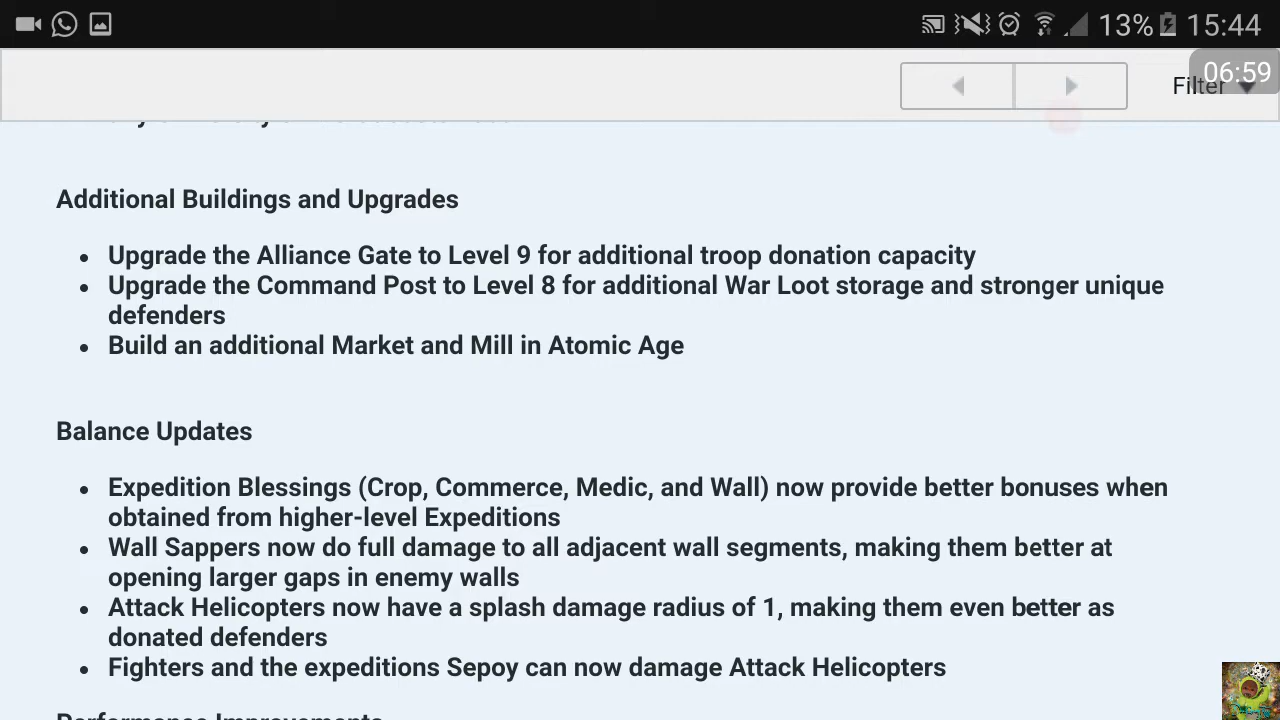 13% 15:44
06:59
Filter
Additional Buildings and Upgrades
• Upgrade the Alliance Gate to Level 9 for additional troop donation capacity
• Upgrade the Command Post to Level 8 for additional War Loot storage and stronger unique
defenders
• Build an additional Market and Mill in Atomic Age
Balance Updates
• Expedition Blessings (Crop, Commerce, Medic, and Wall) now provide better bonuses when
obtained from higher-level Expeditions
• Wall Sappers now do full damage to all adjacent wall segments, making them better at
opening larger gaps in enemy walls
• Attack Helicopters now have a splash damage radius of 1, making them even better as
donated defenders
• Fighters and the expeditions Sepoy can now damage Attack Helicopters
Performance Improvements